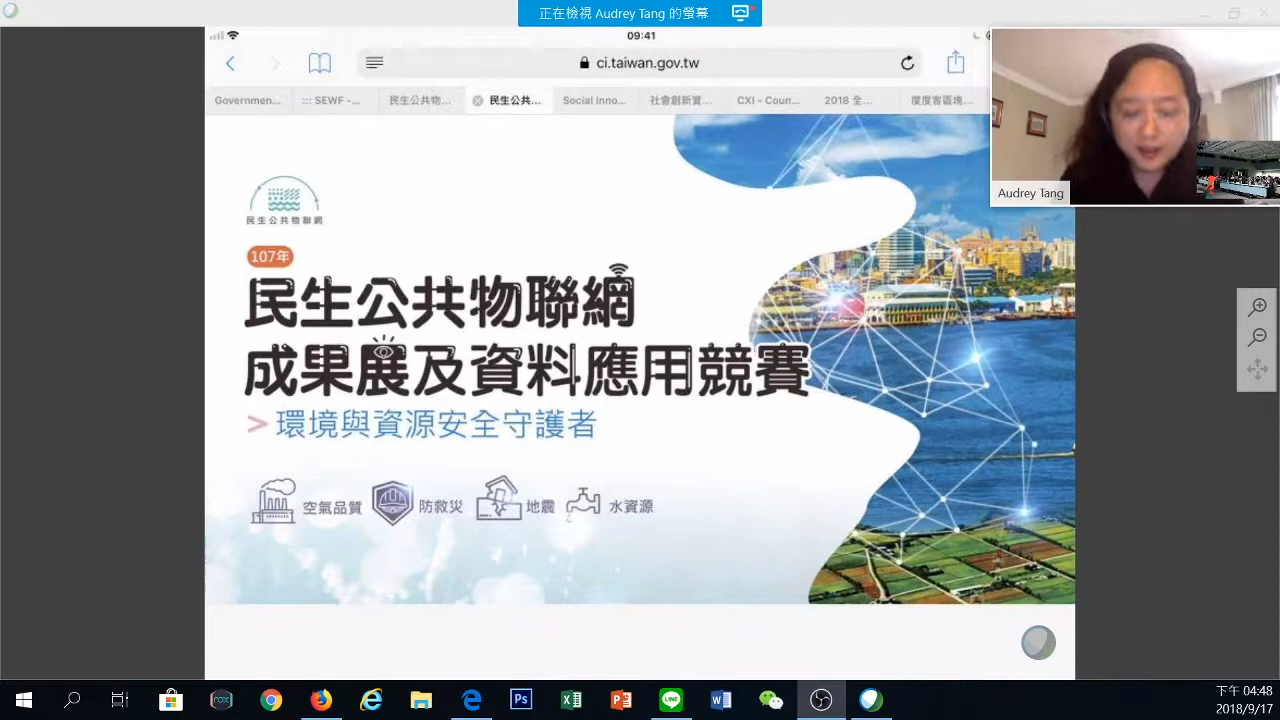 正在檢視 Audrey Tang 的螢幕
09:41
ci.taiwan.gov.tw
Governmen...
::: SEWF -...
民生公共物...
民生公共...
Social Inno...
社會創新實...
CXI - Coun...
2018 全...
度度客區塊...
Audrey Tang
民生公共物聯網
107年
民生公共物聯網
成果展及資料應用競賽
> 環境與資源安全守護者
空氣品質
防救災
地震
水資源
下午 04:48
2018/9/17